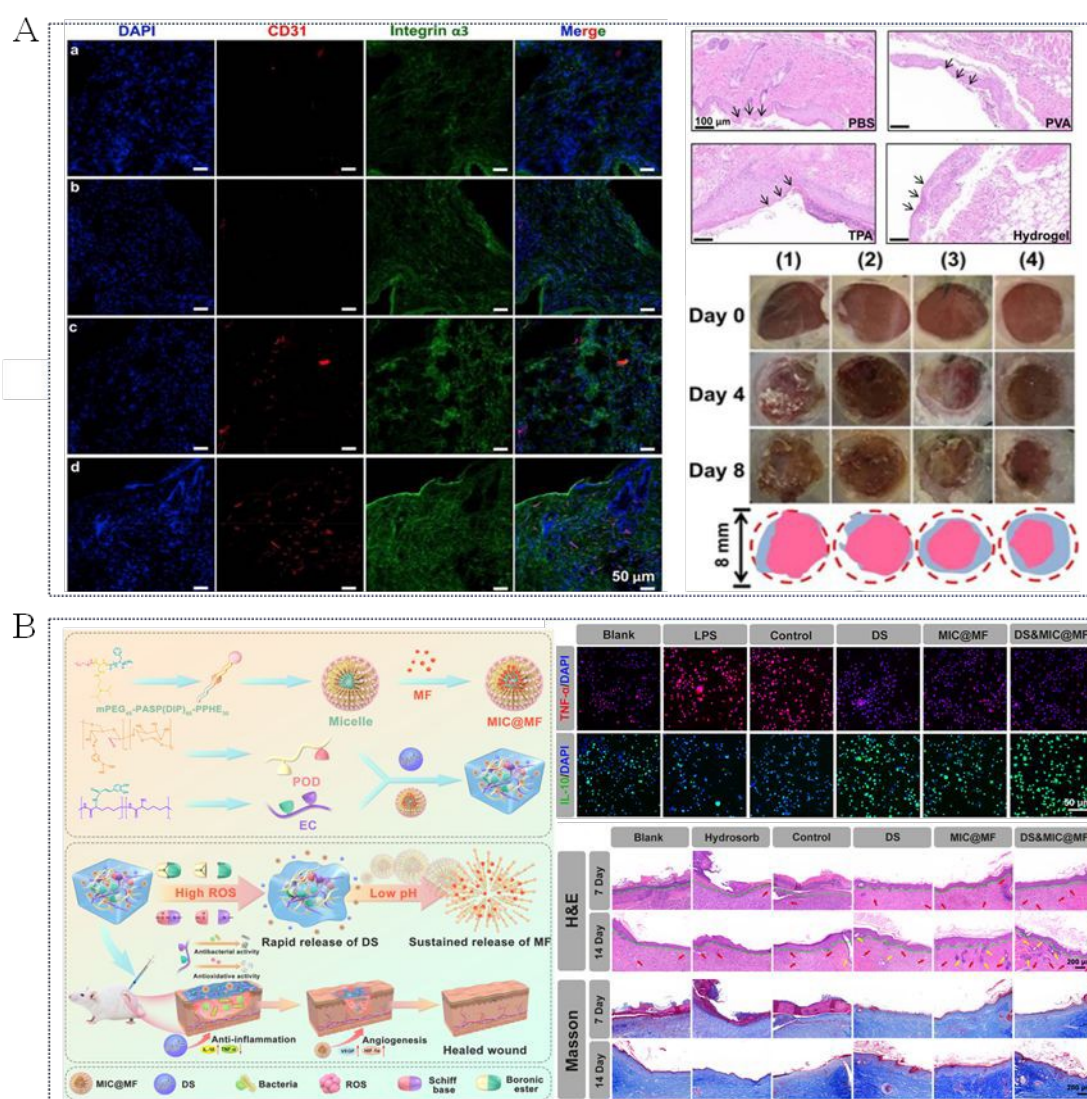 A
DAPI
CD31
Integrin α3
Merge
a
b
c
d
50 μm
100 μm
PBS
PVA
TPA
Hydrogel
(1)
(2)
(3)
(4)
Day 0
Day 4
Day 8
8 mm
B
MF
Micelle
MIC@MF
POD
EC
High ROS
Low pH
Rapid release of DS
Sustained release of MF
Antibacterial activity
Antioxidative activity
Anti-inflammation
IL-10
TNF-α
Angiogenesis
VEGF
Healed wound
MIC@MF
DS
Bacteria
ROS
Schiff base
Boronic ester
Blank
LPS
Control
DS
MIC@MF
DS&MIC@MF
TNF-α/DAPI
IL-10/DAPI
Blank
Hydrosorb
Control
DS
MIC@MF
DS&MIC@MF
H&E
7 Day
14 Day
200 μm
Masson
7 Day
14 Day